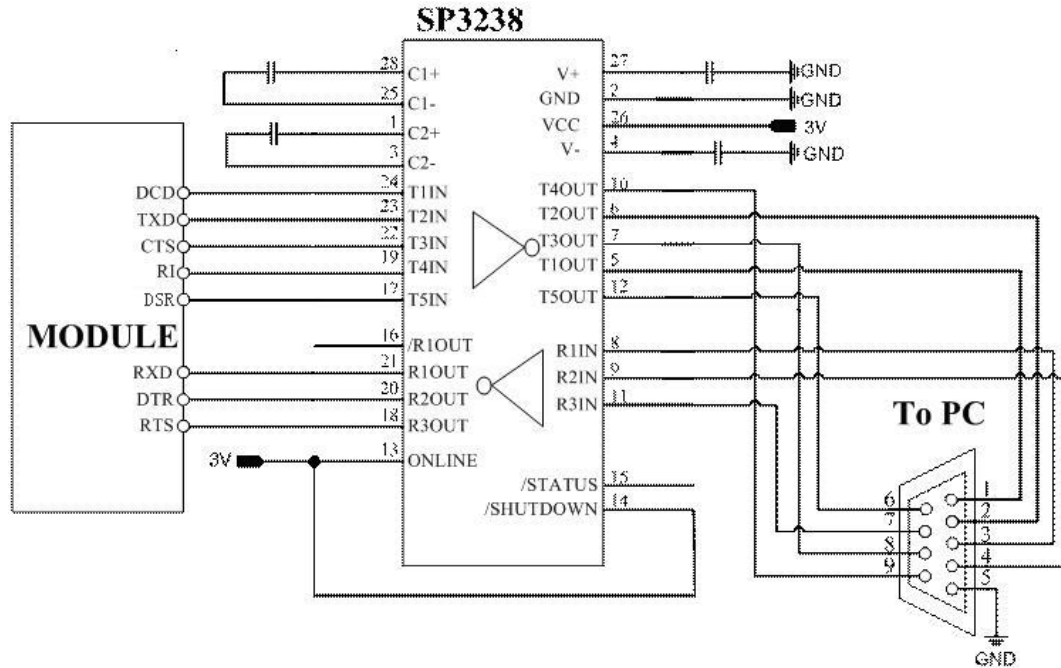 SP3238
28 C1+ V+ 27 GND
25 C1- GND 2 GND
1 C2+ VCC 26 3V
3 C2- V- 4 GND
DCD 24 T1IN T4OUT 10
TXD 23 T2IN T2OUT 6
CTS 22 T3IN T3OUT 7
RI 19 T4IN T1OUT 5
DSR 17 T5IN T5OUT 12
MODULE
16 /R1OUT R1IN 8
RXD 21 R1OUT R2IN 9
DTR 20 R2OUT R3IN 11
RTS 18 R3OUT
To PC
3V 13 ONLINE
/STATUS 15
/SHUTDOWN 14
6 1
7 2
8 3
9 4
5
GND